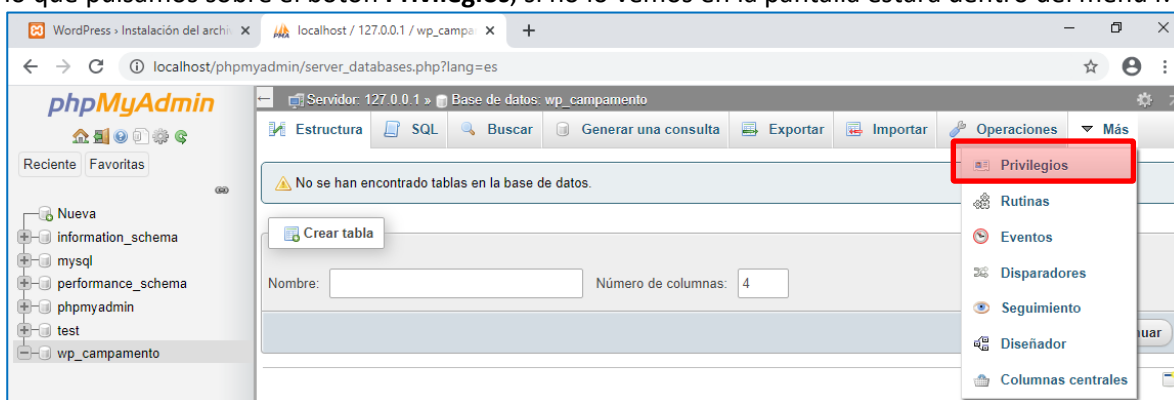 lo que pulsamos sobre el botón Privilegios, si no lo vemos en la pantalla estará dentro del menú
WordPress › Instalación del archi
localhost / 127.0.0.1 / wp_campa
localhost/phpmyadmin/server_databases.php?lang=es
phpMyAdmin
Reciente Favoritas
Nueva
information_schema
mysql
performance_schema
phpmyadmin
test
wp_campamento
Servidor: 127.0.0.1 » Base de datos: wp_campamento
Estructura SQL Buscar Generar una consulta Exportar Importar Operaciones Más
No se han encontrado tablas en la base de datos.
Crear tabla
Nombre: Número de columnas: 4
Privilegios
Rutinas
Eventos
Disparadores
Seguimiento
Diseñador
Columnas centrales
uar